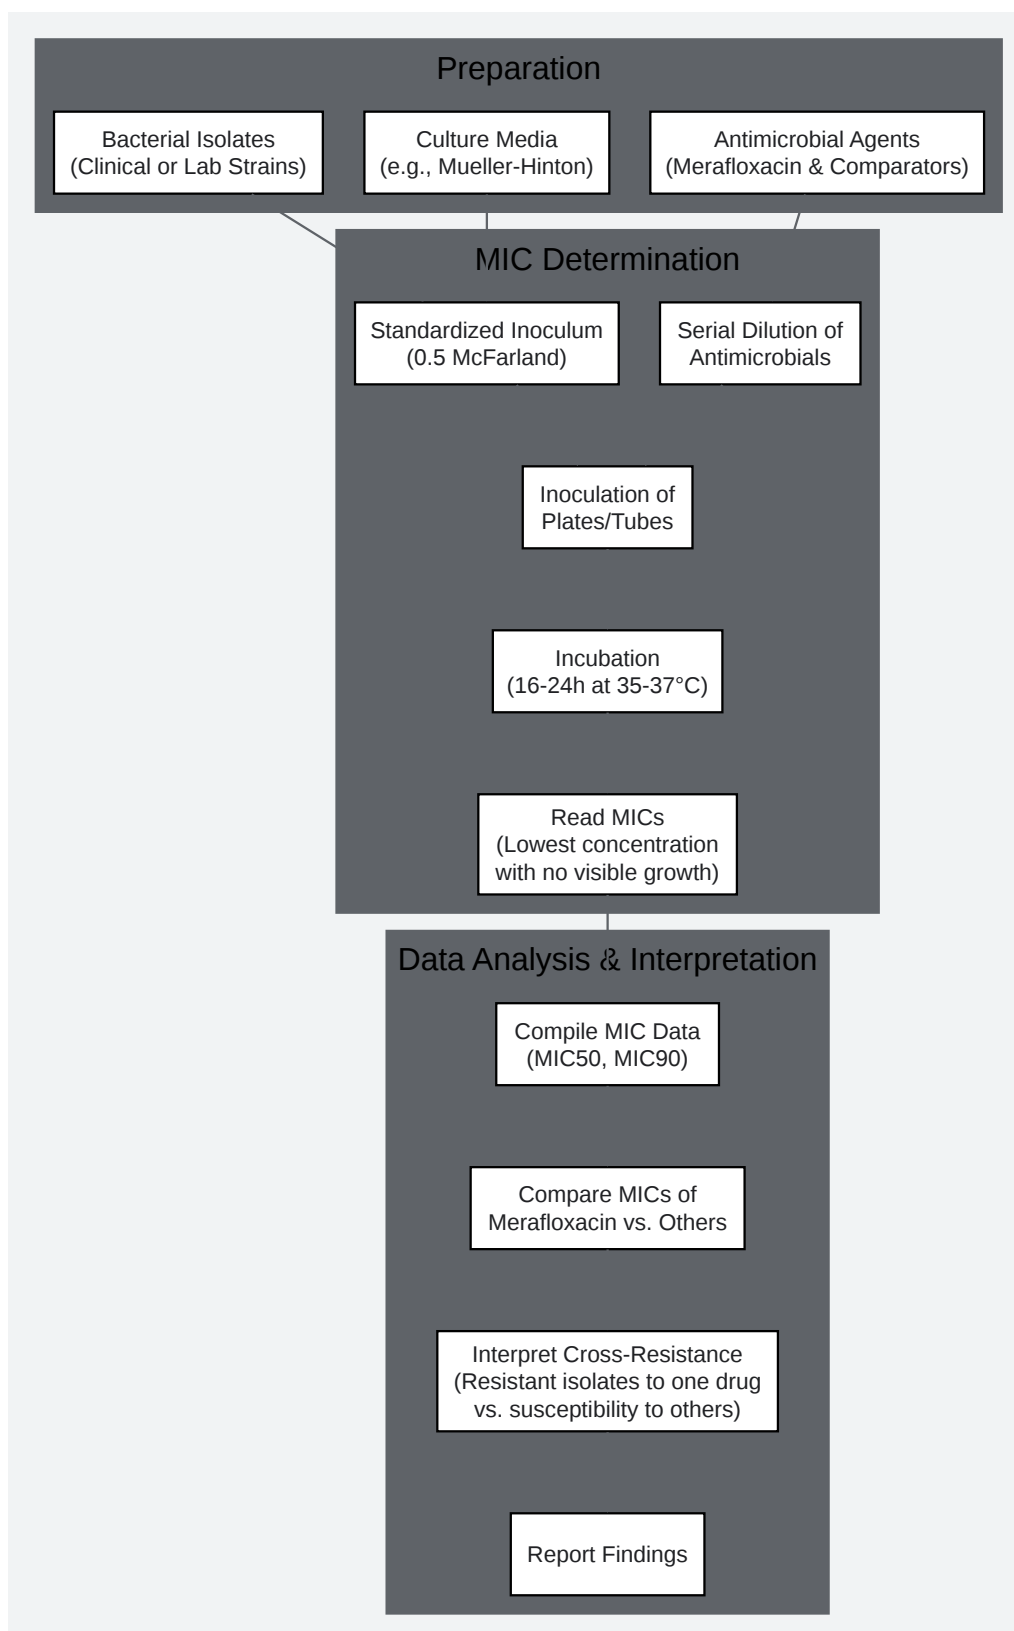 Preparation
Bacterial Isolates
(Clinical or Lab Strains)
Culture Media
(e.g., Mueller-Hinton)
Antimicrobial Agents
(Merafloxacin & Comparators)
MIC Determination
Standardized Inoculum
(0.5 McFarland)
Serial Dilution of
Antimicrobials
Inoculation of
Plates/Tubes
Incubation
(16-24h at 35-37°C)
Read MICs
(Lowest concentration
with no visible growth)
Data Analysis & Interpretation
Compile MIC Data
(MIC50, MIC90)
Compare MICs of
Merafloxacin vs. Others
Interpret Cross-Resistance
(Resistant isolates to one drug
vs. susceptibility to others)
Report Findings